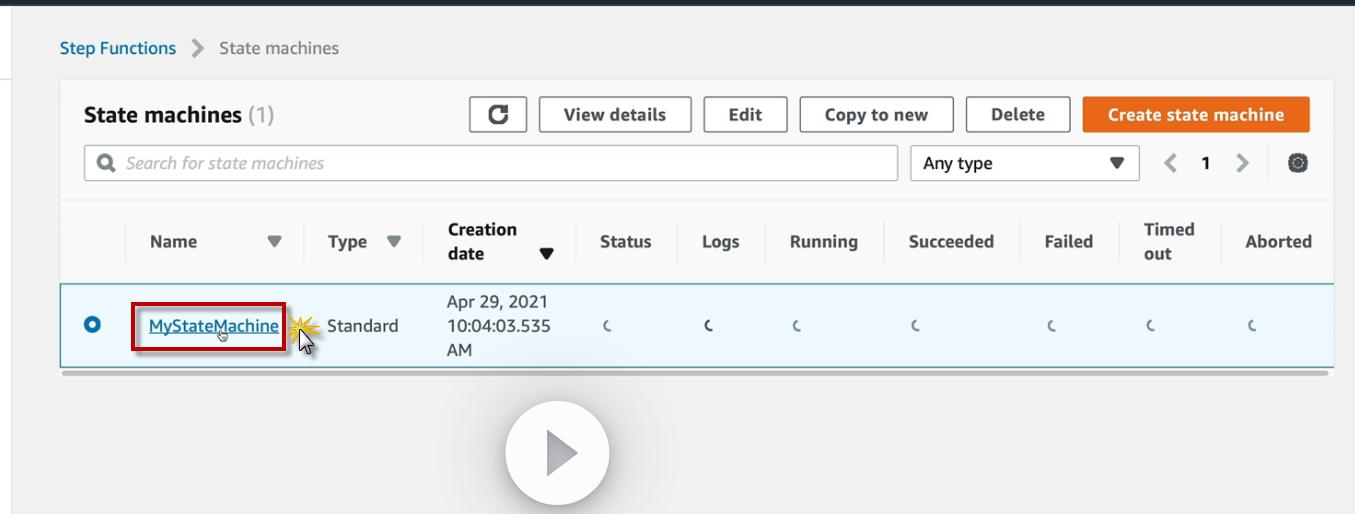 Step Functions State machines
State machines (1) View details Edit Copy to new Delete Create state machine
Search for state machines Any type 1
Name Type Creation date Status Logs Running Succeeded Failed Timed out Aborted
MyStateMachine Standard Apr 29, 2021 10:04:03.535 AM